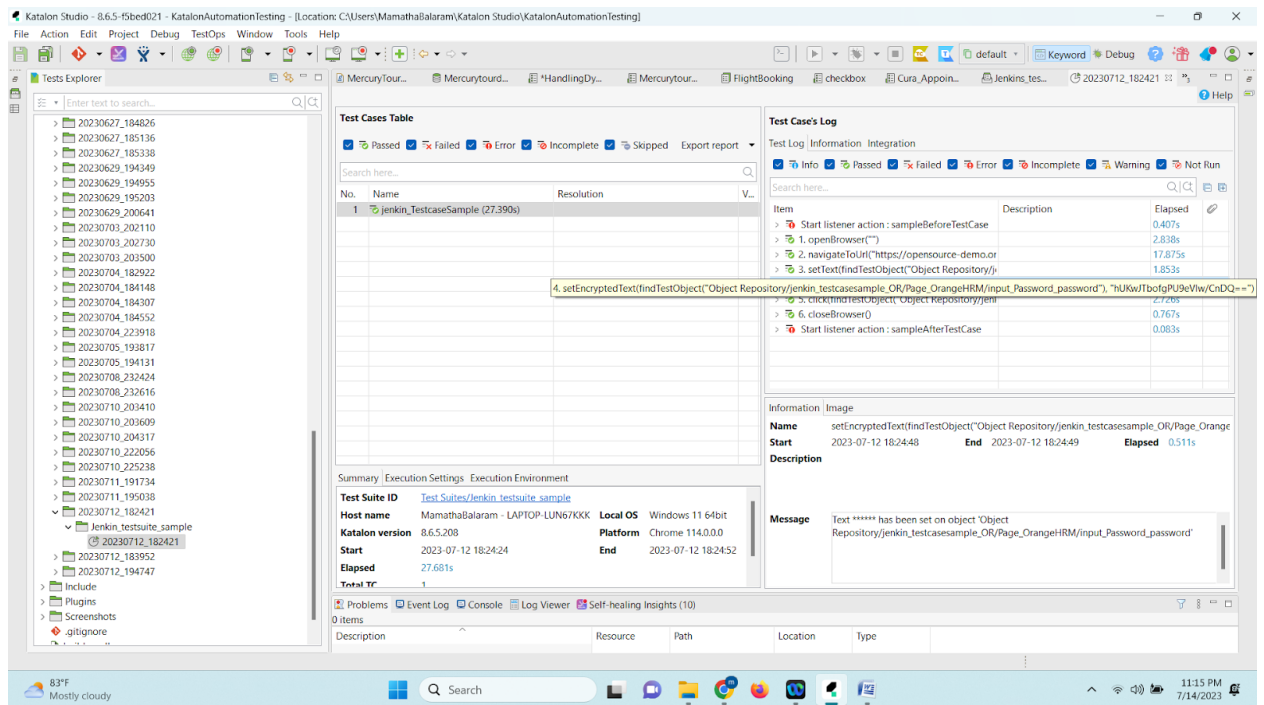 Katalon Studio - 8.6.5-f5bed021 - KatalonAutomationTesting - [Location: C:\Users\MamathaBalaram\Katalon Studio\KatalonAutomationTesting]
File Action Edit Project Debug TestOps Window Tools Help
default Keyword Debug
Tests Explorer
MercuryTour... Mercurytourd... *HandlingDy... Mercurytour... FlightBooking checkbox Cura_Appoin... Jenkins_tes... 20230712_182421
Help
Enter text to search...
20230627_184826
20230627_185136
20230627_185338
20230629_194349
20230629_194955
20230629_195203
20230629_200641
20230703_202110
20230703_202730
20230703_203500
20230704_182922
20230704_184148
20230704_184307
20230704_184552
20230704_223918
20230705_193817
20230705_194131
20230708_232424
20230708_232616
20230710_203410
20230710_203609
20230710_204317
20230710_222056
20230710_225238
20230711_191734
20230711_195038
20230712_182421
Jenkin_testsuite_sample
20230712_182421
20230712_183952
20230712_194747
Include
Plugins
Screenshots
.gitignore
Test Cases Table
Passed Failed Error Incomplete Skipped Export report
Search here...
No. Name Resolution V...
1 jenkin_TestcaseSample (27.390s)
Summary Execution Settings Execution Environment
Test Suite ID Test Suites/Jenkin_testsuite_sample
Host name MamathaBalaram - LAPTOP-LUN67KKK Local OS Windows 11 64bit
Katalon version 8.6.5.208 Platform Chrome 114.0.0.0
Start 2023-07-12 18:24:24 End 2023-07-12 18:24:52
Elapsed 27.681s
Total TC 1
Test Case's Log
Test Log Information Integration
Info Passed Failed Error Incomplete Warning Not Run
Search here...
Item Description Elapsed
Start listener action : sampleBeforeTestCase 0.407s
1. openBrowser("") 2.838s
2. navigateToUrl("https://opensource-demo.or 17.875s
3. setText(findTestObject("Object Repository/je 1.853s
4. setEncryptedText(findTestObject("Object Repository/jenkin_testcasesample_OR/Page_OrangeHRM/input_Password_password"), "hUKwJTbofgPU9eVlw/CnDQ==")
5. click(findTestObject("Object Repository/jenl 2.726s
6. closeBrowser() 0.767s
Start listener action : sampleAfterTestCase 0.083s
Information Image
Name setEncryptedText(findTestObject("Object Repository/jenkin_testcasesample_OR/Page_Orange
Start 2023-07-12 18:24:48 End 2023-07-12 18:24:49 Elapsed 0.511s
Description
Message Text ****** has been set on object 'Object
Repository/jenkin_testcasesample_OR/Page_OrangeHRM/input_Password_password'
Problems Event Log Console Log Viewer Self-healing Insights (10)
0 items
Description Resource Path Location Type
83°F
Mostly cloudy
Search
11:15 PM
7/14/2023